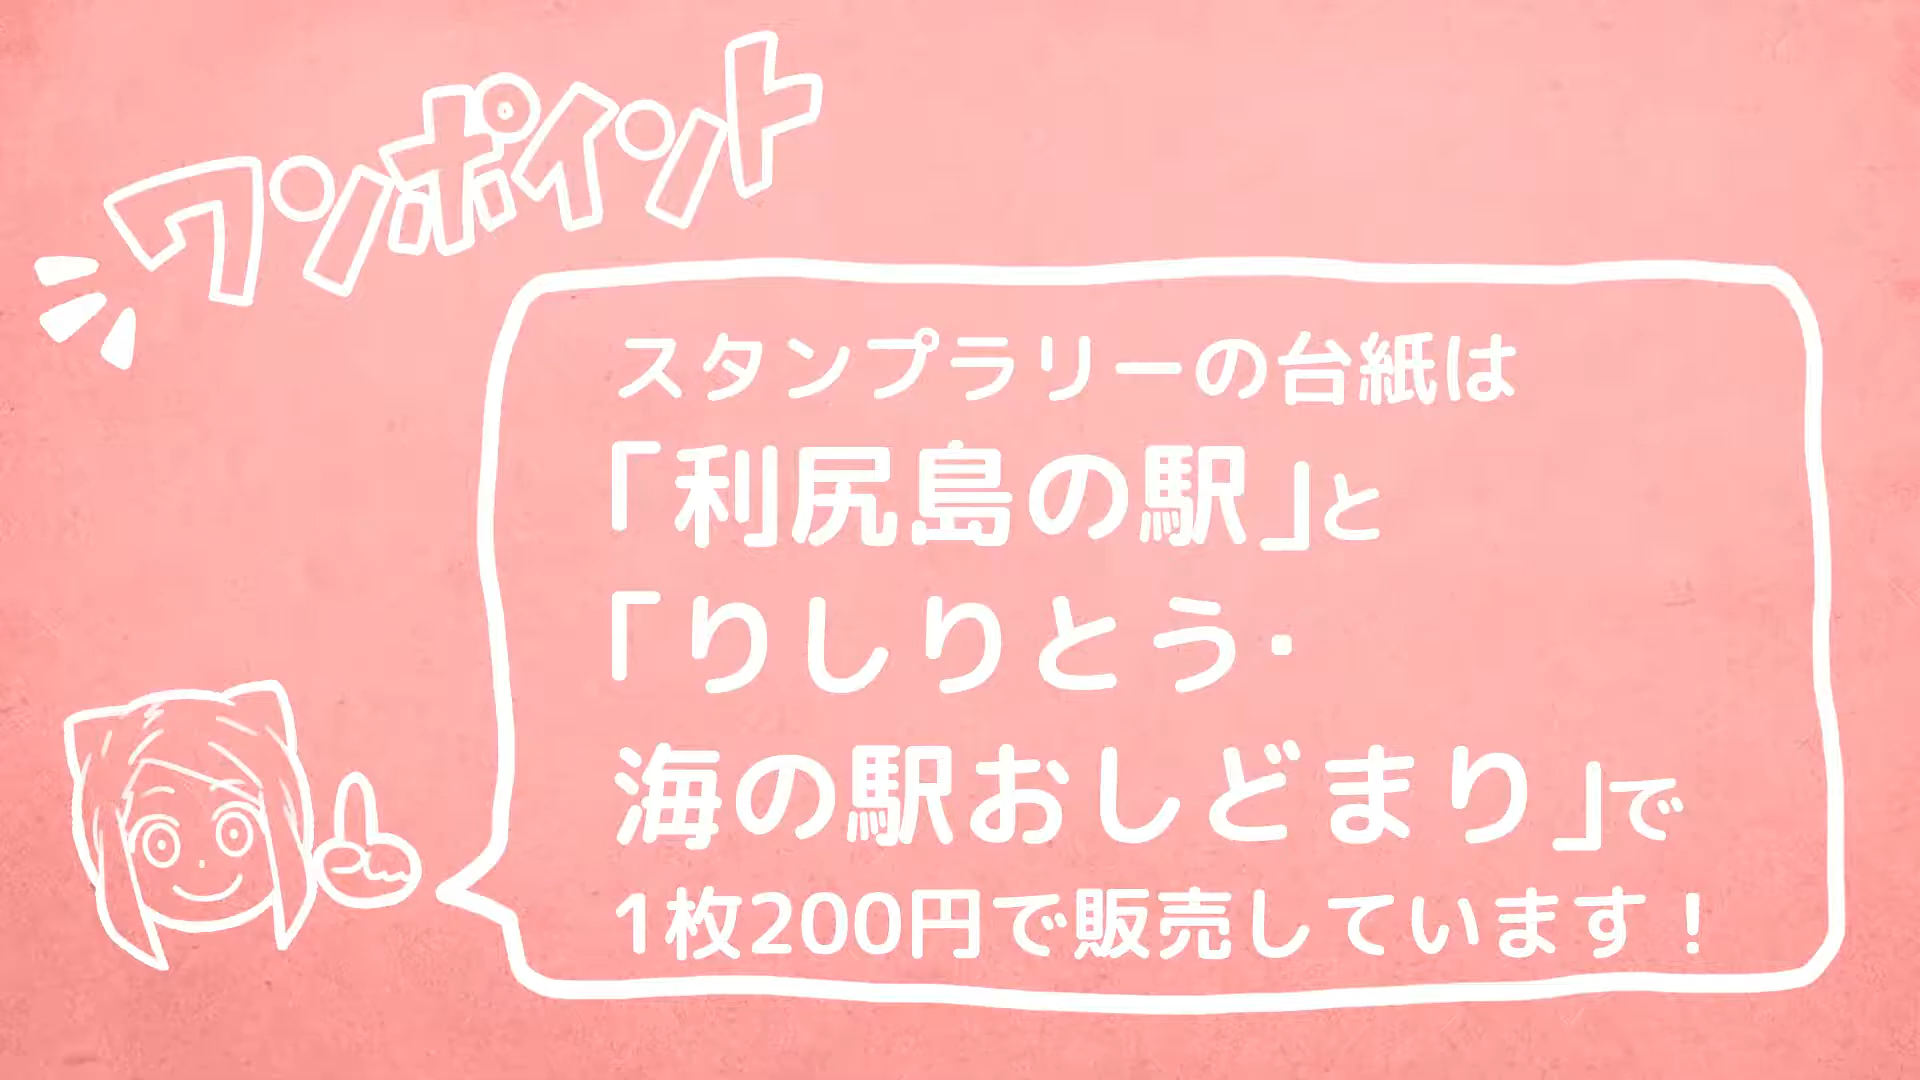 ワンポイント
スタンプラリーの台紙は
「利尻島の駅」と
「りしりとう・
海の駅おしどまり」で
1枚200円で販売しています！